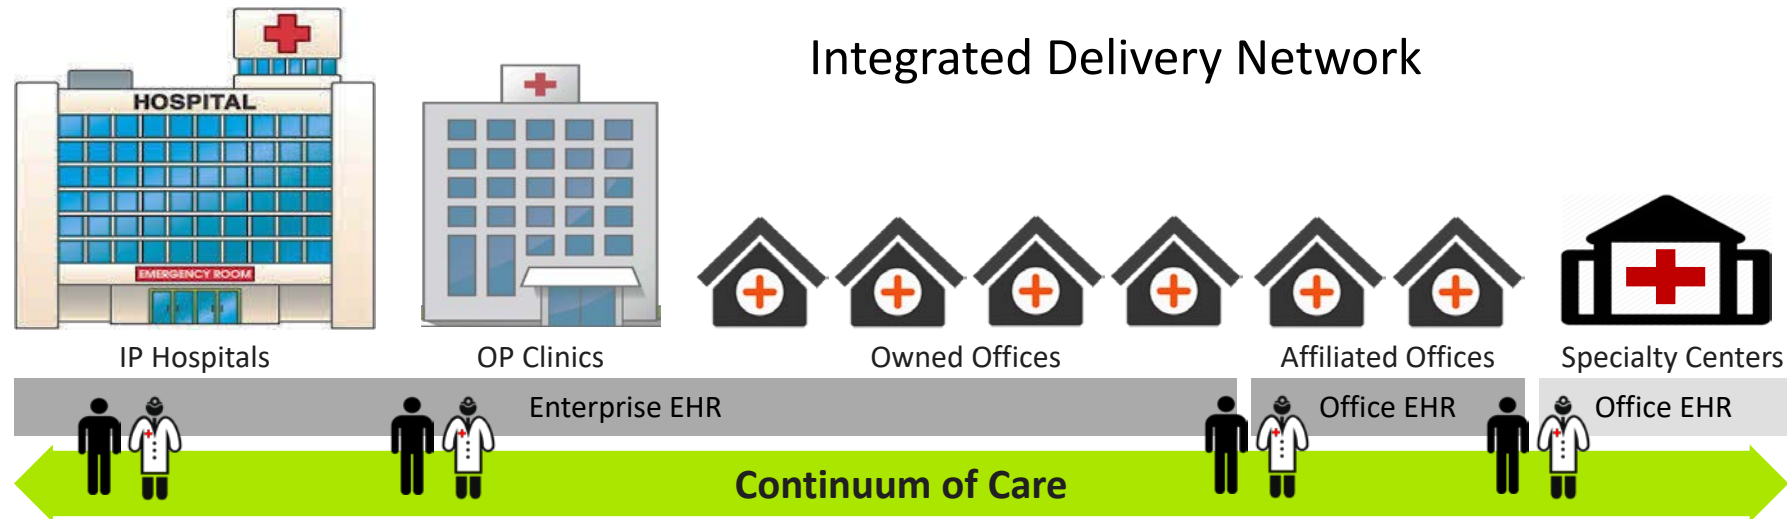 Integrated Delivery Network
HOSPITAL
EMERGENCY ROOM
IP Hospitals
OP Clinics
Owned Offices
Affiliated Offices
Specialty Centers
Enterprise EHR
Office EHR
Office EHR
Continuum of Care